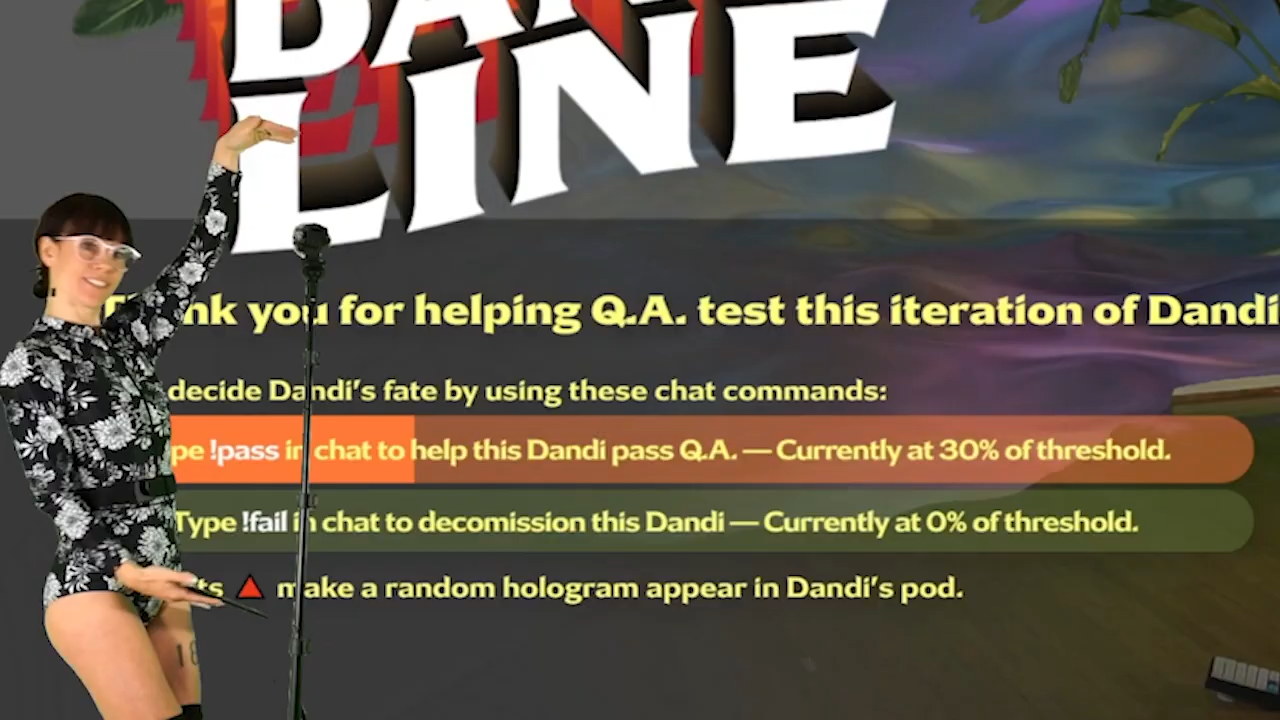 LINE
nk you for helping Q.A. test this iteration of Dandi
decide Dandi's fate by using these chat commands:
pe !pass in chat to help this Dandi pass Q.A. — Currently at 30% of threshold.
Type !fail in chat to decomission this Dandi — Currently at 0% of threshold.
ts 🔺 make a random hologram appear in Dandi's pod.
18